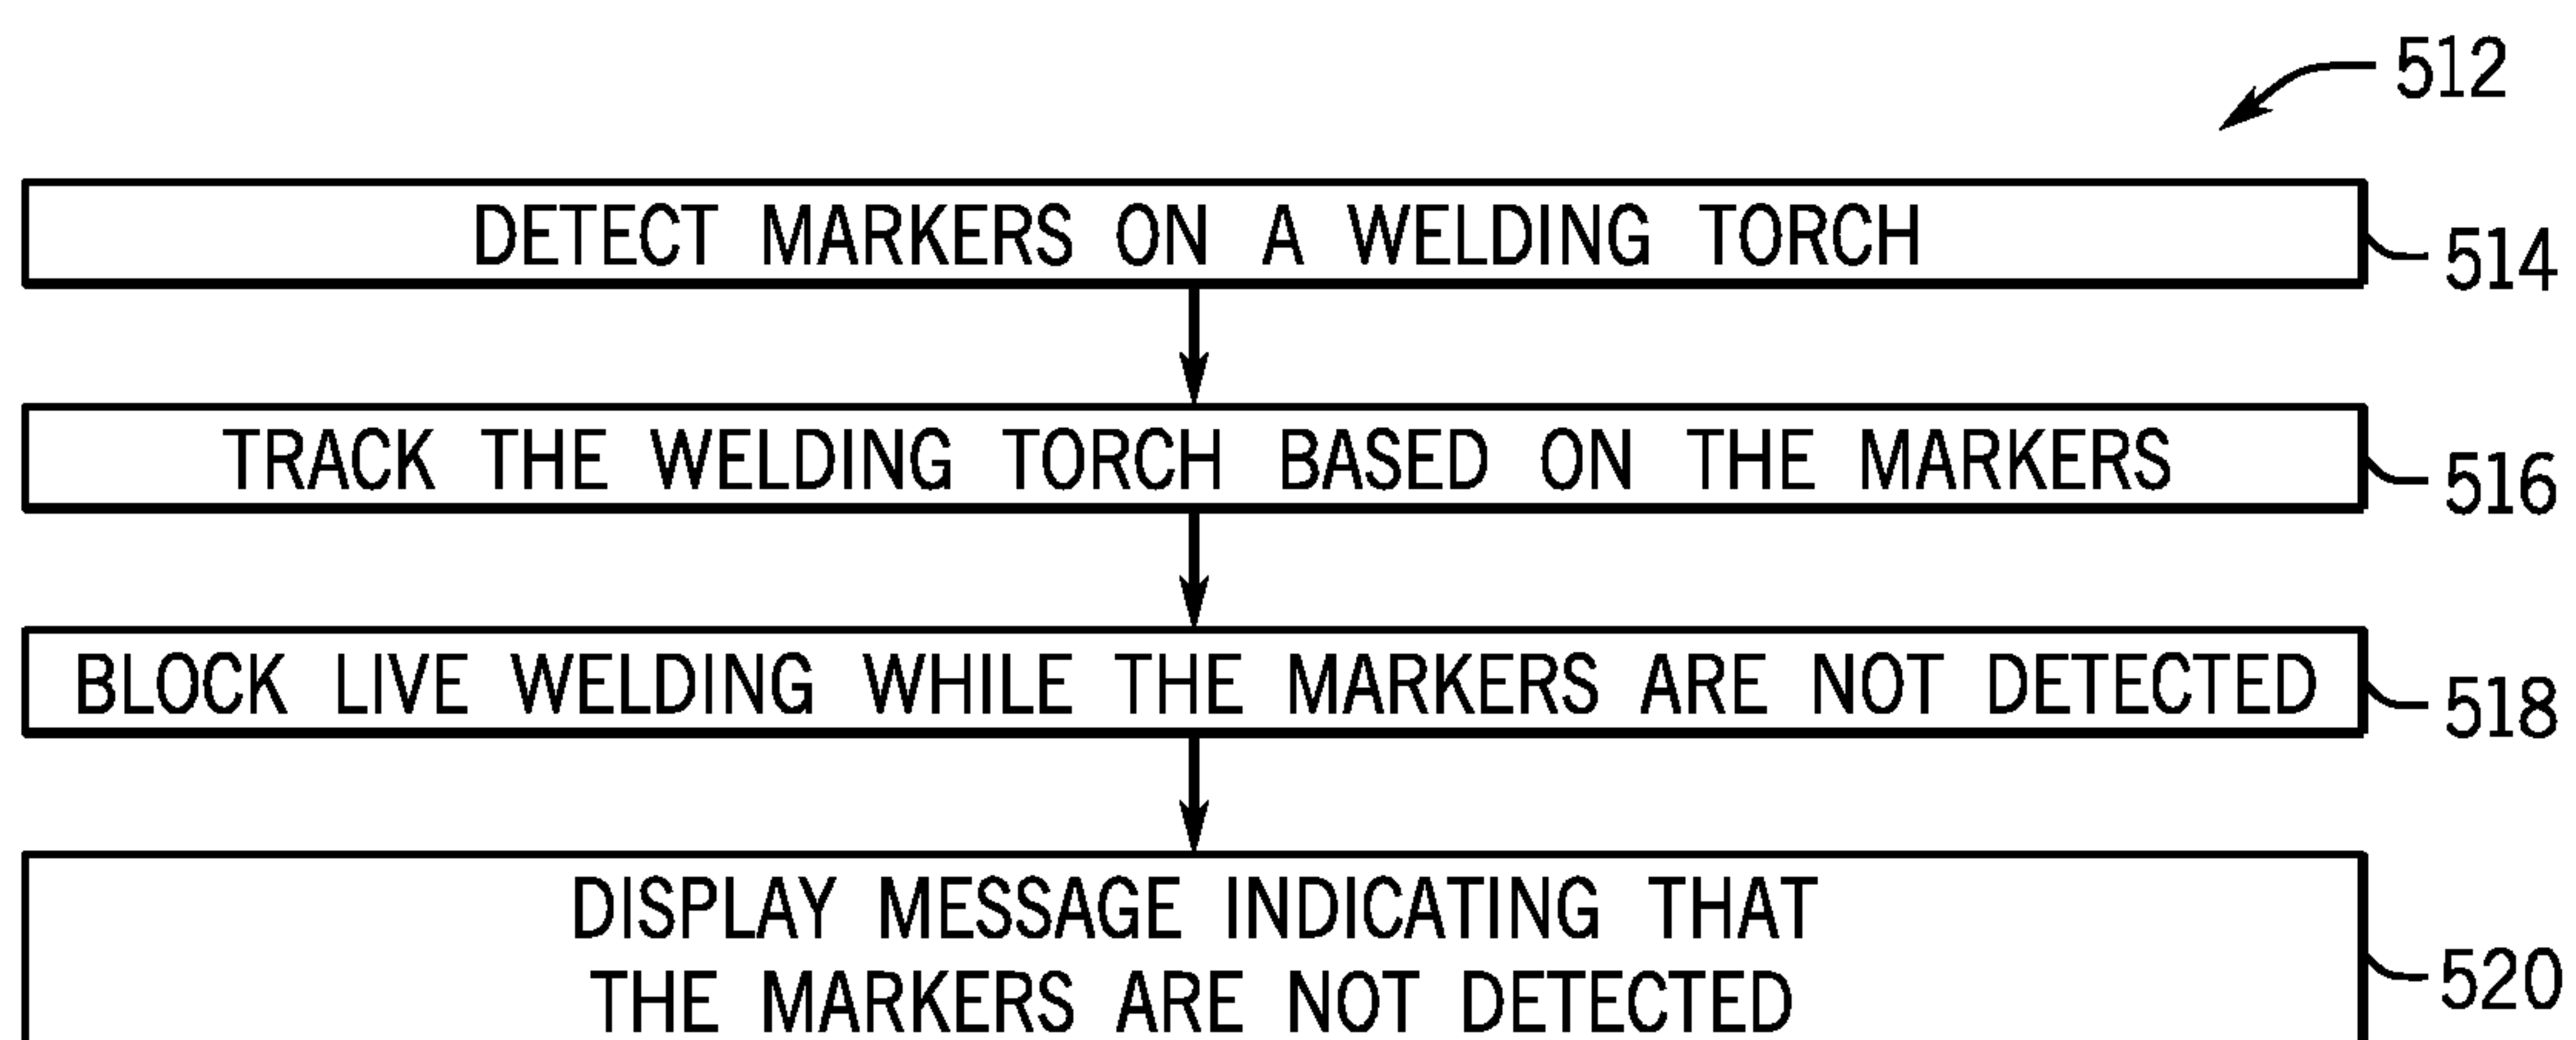 512
DETECT MARKERS ON A WELDING TORCH
514
TRACK THE WELDING TORCH BASED ON THE MARKERS
516
BLOCK LIVE WELDING WHILE THE MARKERS ARE NOT DETECTED
518
DISPLAY MESSAGE INDICATING THAT
THE MARKERS ARE NOT DETECTED
520